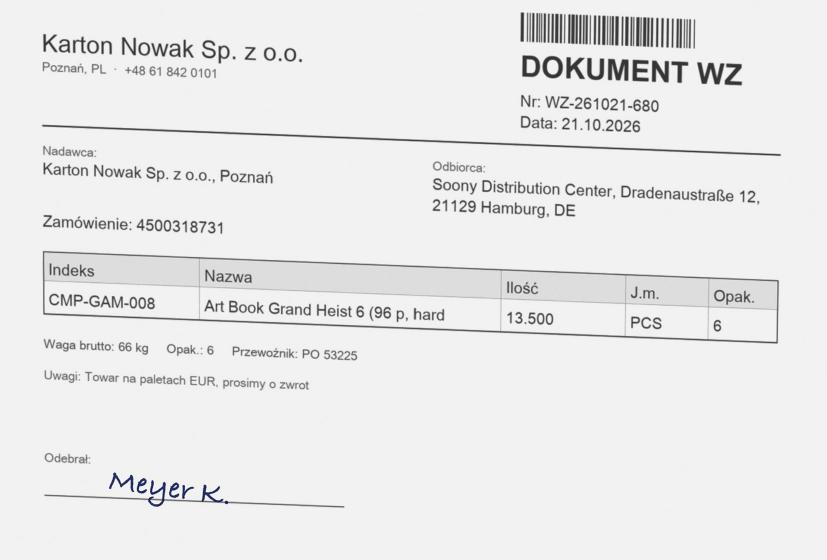 Karton Nowak Sp. z o.o.
Poznań, PL · +48 61 842 0101
DOKUMENT WZ
Nr: WZ-261021-680
Data: 21.10.2026
Nadawca:
Karton Nowak Sp. z o.o., Poznań
Odbiorca:
Soony Distribution Center, Dradenaustraße 12,
21129 Hamburg, DE
Zamówienie: 4500318731
Indeks Nazwa Ilość J.m. Opak.
CMP-GAM-008 Art Book Grand Heist 6 (96 p, hard 13.500 PCS 6
Waga brutto: 66 kg Opak.: 6 Przewoźnik: PO 53225
Uwagi: Towar na paletach EUR, prosimy o zwrot
Odebrał:
Meyer K.